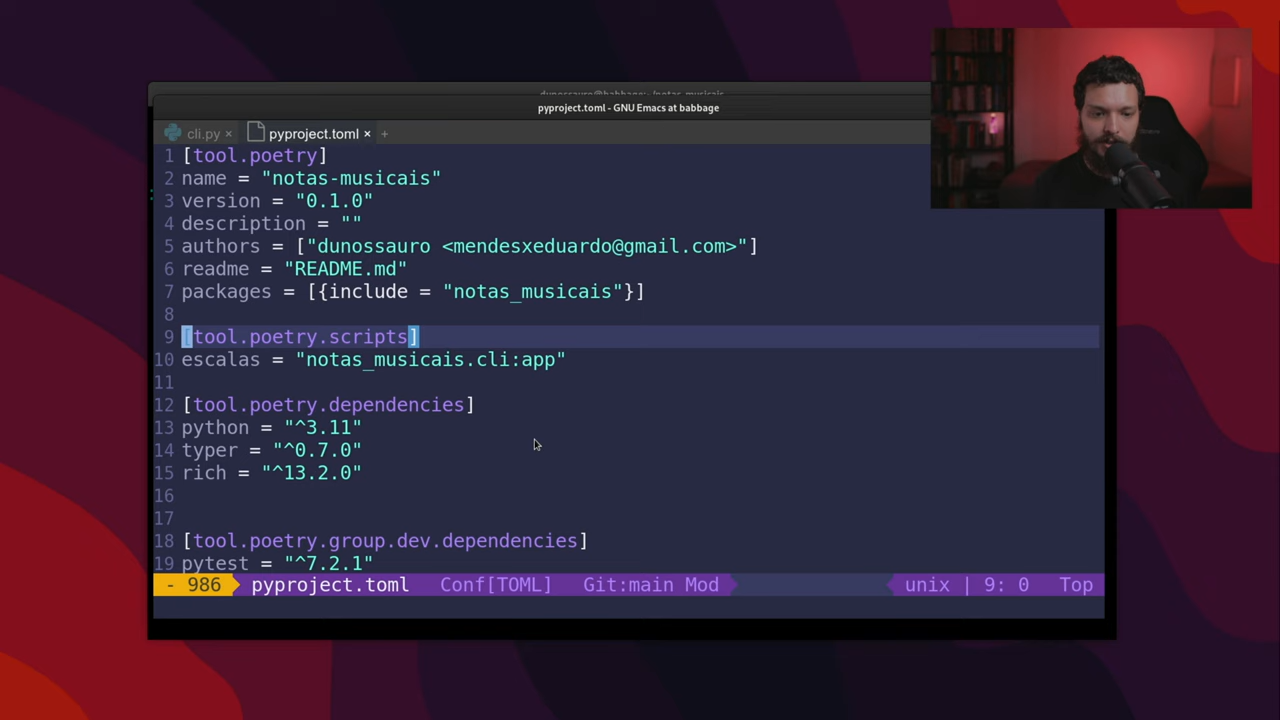 dunossauro@babbage:~/notas_musicais
pyproject.toml - GNU Emacs at babbage
cli.py × pyproject.toml × +
1 [tool.poetry]
2 name = "notas-musicais"
3 version = "0.1.0"
4 description = ""
5 authors = ["dunossauro <mendesxeduardo@gmail.com>"]
6 readme = "README.md"
7 packages = [{include = "notas_musicais"}]
8
9 [tool.poetry.scripts]
10 escalas = "notas_musicais.cli:app"
11
12 [tool.poetry.dependencies]
13 python = "^3.11"
14 typer = "^0.7.0"
15 rich = "^13.2.0"
16
17
18 [tool.poetry.group.dev.dependencies]
19 pytest = "^7.2.1"
- 986 pyproject.toml Conf[TOML] Git:main Mod unix | 9: 0 Top